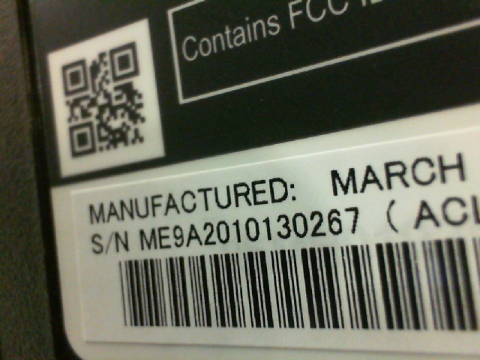 Contains FCC
MANUFACTURED: MARCH
S/N ME9A2010130267 ( ACL